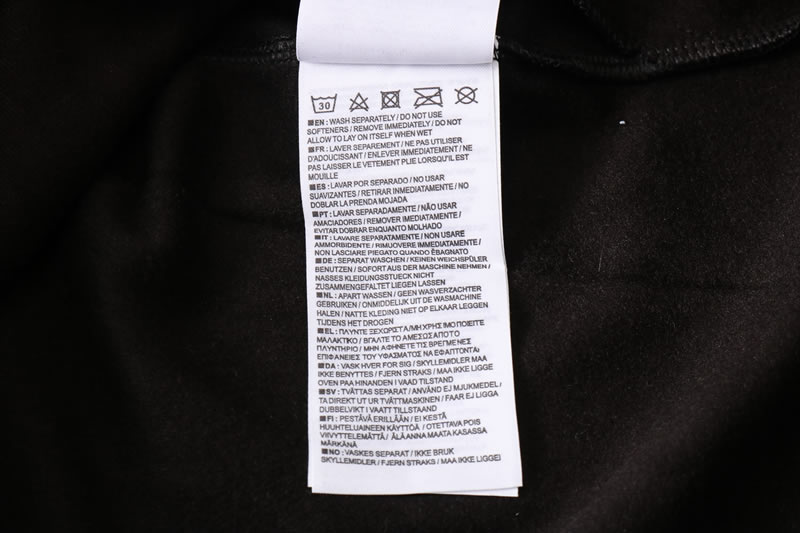 30
EN : WASH SEPARATELY / DO NOT USE
SOFTENERS / REMOVE IMMEDIATELY / DO NOT
ALLOW TO LAY ON ITSELF WHEN WET
FR : LAVER SEPAREMENT / NE PAS UTILISER
D'ADOUCISSANT / ENLEVER IMMEDIATEMENT / NE
PAS LAISSER LE VETEMENT PLIE LORSQU'IL EST
MOUILLE
ES : LAVAR POR SEPARADO / NO USAR
SUAVIZANTES / RETIRAR INMEDIATAMENTE / NO
DOBLAR LA PRENDA MOJADA
PT : LAVAR SEPARADAMENTE / NÃO USAR
AMACIADORES / REMOVER IMEDIATAMENTE /
EVITAR DOBRAR ENQUANTO MOLHADO
IT : LAVARE SEPARATAMENTE / NON USARE
AMMORBIDENTE / RIMUOVERE IMMEDIATAMENTE /
NON LASCIARE PIEGATO QUANDO ÈBAGNATO
DE : SEPARAT WASCHEN / KEINEN WEICHSPÜLER
BENUTZEN / SOFORT AUS DER MASCHINE NEHMEN /
NASSES KLEIDUNGSSTUECK NICHT
ZUSAMMENGEFALTET LIEGEN LASSEN
NL : APART WASSEN / GEEN WASVERZACHTER
GEBRUIKEN / ONMIDDELIJK UIT DE WASMACHINE
HALEN / NATTE KLEDING NIET OP ELKAAR LEGGEN
TIJDENS HET DROGEN
EL : ΠΛΥΝΤΕ ΞΕΧΩΡΙΣΤΑ/ΜΗ ΧΡΗΣΙΜΟΠΟΙΕΙΤΕ
ΜΑΛΑΚΤΙΚΟ / ΒΓΑΛΤΕ ΤΟ ΑΜΕΣΩΣΑΠΟΤΟ
ΠΛΥΝΤΗΡΙΟ / ΜΗΝ ΑΦΗΝΕΤΕ ΤΙΣ ΒΡΕΓΜΕΝΕΣ
ΕΠΙΦΑΝΕΙΕΣ ΤΟΥ ΥΦΑΣΜΑΤΟΣ ΝΑ ΕΦΑΠΤΟΝΤΑΙ
DA : VASK HVER FOR SIG / SKYLLEMIDLER MAA
IKKE BENYTTES / FJERN STRAKS / MAA IKKE LIGGE
OVEN PAA HINANDEN I VAAD TILSTAND
SV : TVÄTTAS SEPARAT / ANVÄND EJ MJUKMEDEL /
TA DIREKT UT UR TVÄTTMASKINEN / FAAR EJ LIGGA
DUBBELVIKT I VAATT TILLSTAAND
FI : PESTÄVÄ ERILLÄÄN / EI KESTÄ
HUUHTELUAINEEN KÄYTTÖÄ / OTETTAVA POIS
VIIVYTTELEMÄTTÄ / ÄLÄ ANNA MAATA KASASSA
MÄRKÄNÄ
NO : VASKES SEPARAT / IKKE BRUK
SKYLLEMIDLER / FJERN STRAKS / MAA IKKE LIGGE